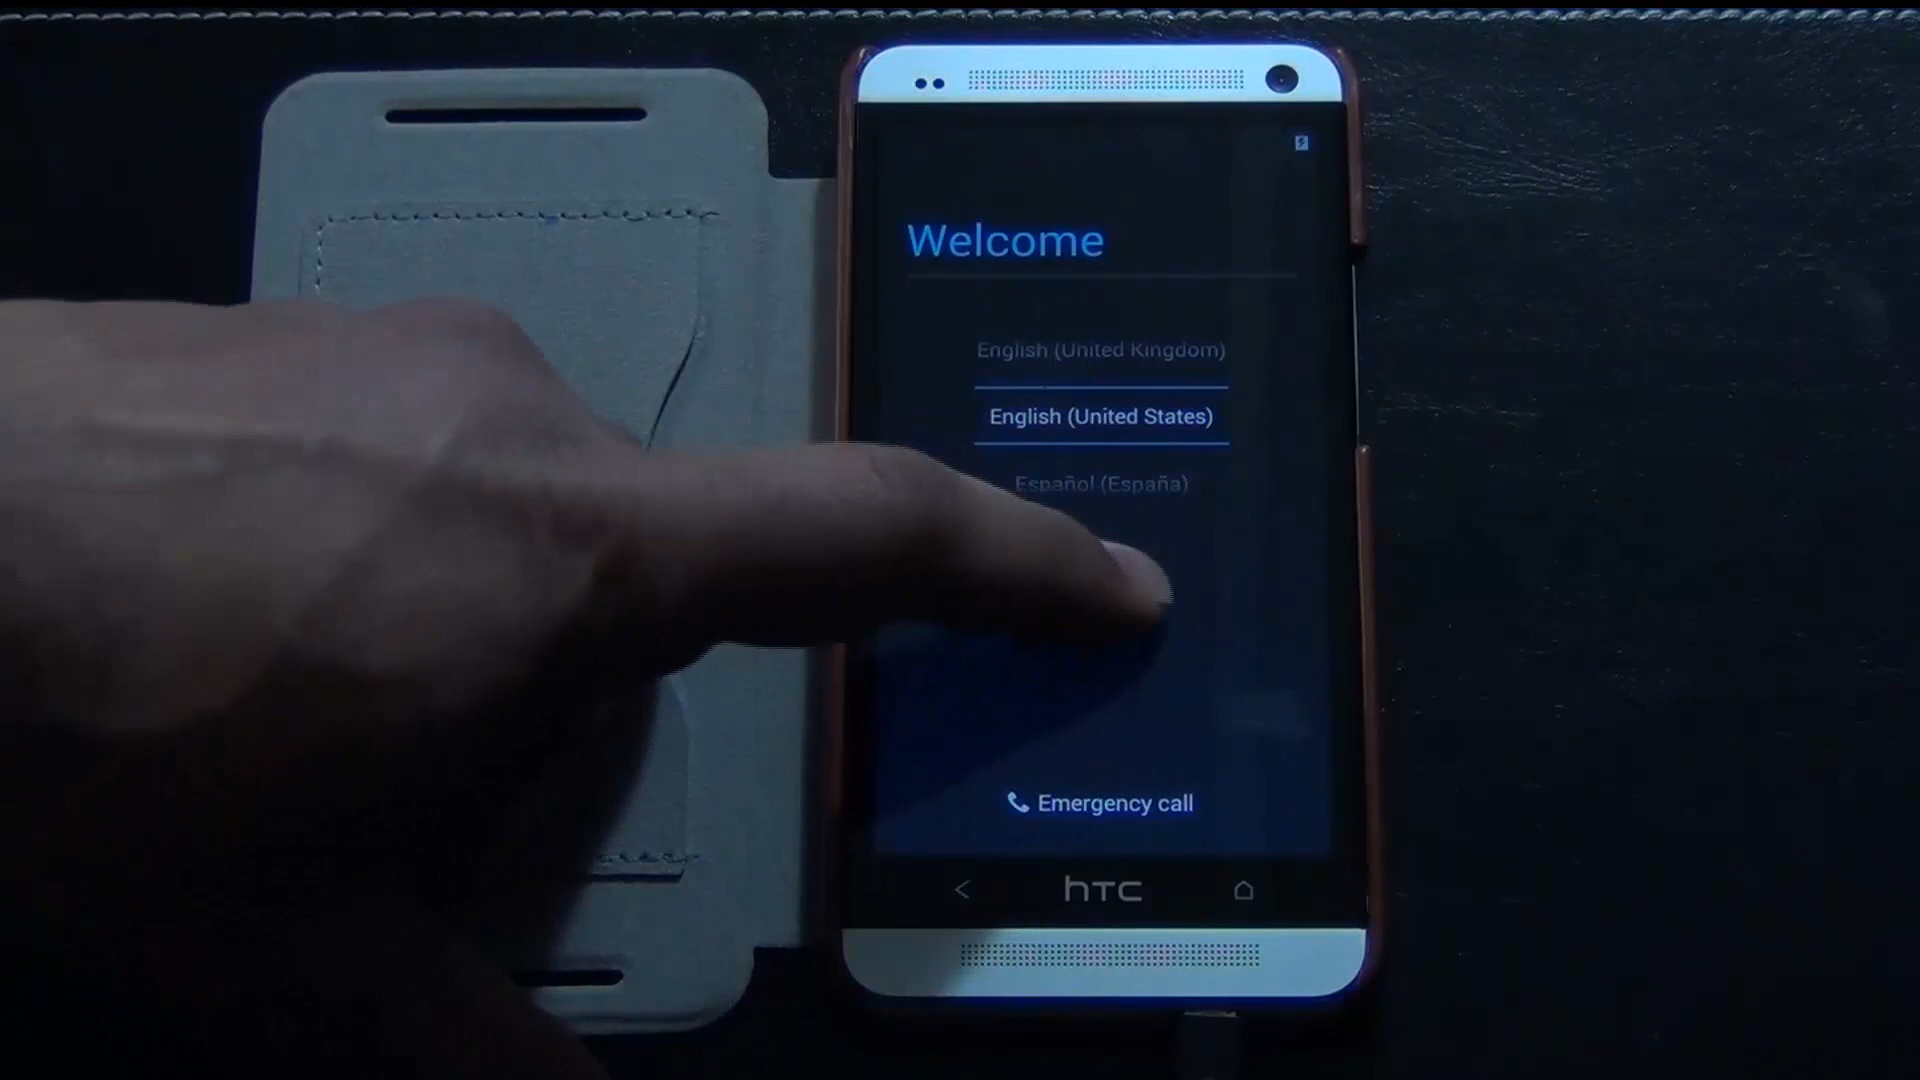 Welcome
English (United Kingdom)
English (United States)
Español (España)
Emergency call
hTC